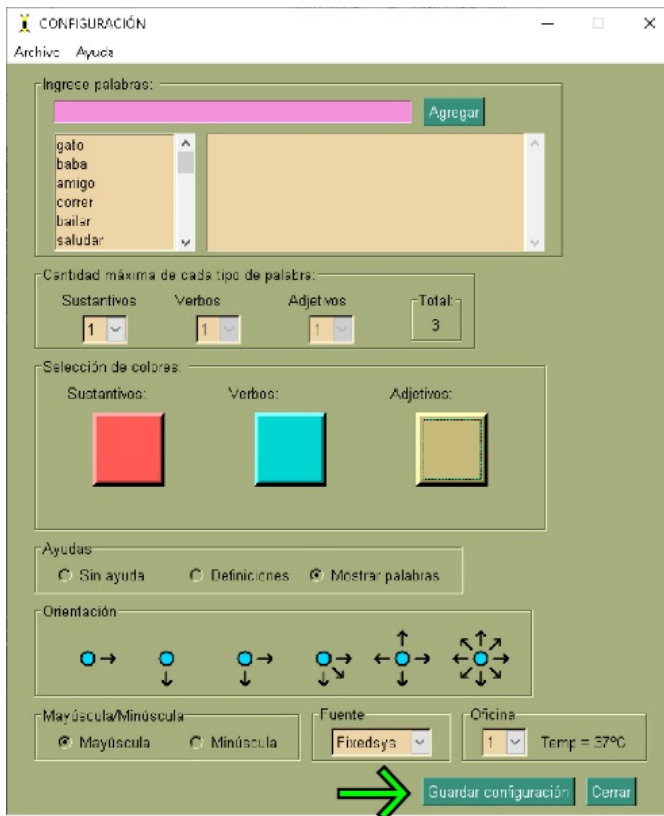 CONFIGURACIÓN
Archivo Ayuda
Ingrese palabras:
Agregar
gato
baba
amigo
correr
bailar
saludar
Cantidad máxima de cada tipo de palabra:
Sustantivos Verbos Adjetivos Total:
1 1 1 3
Selección de colores:
Sustantivos: Verbos: Adjetivos:
Ayudas
Sin ayuda Definiciones Mostrar palabras
Orientación
Mayúscula/Minúscula Fuente Oficina
Mayúscula Minúscula Fixedsys 1 Temp = 37ºC
Guardar configuración Cerrar